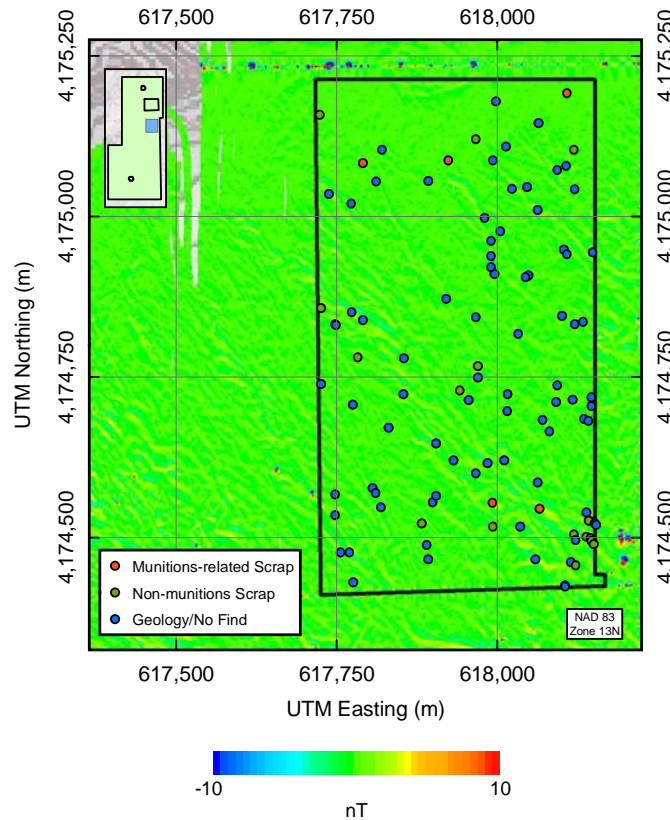 617,500 617,750 618,000
4,175,250 4,175,250
4,175,000 4,175,000
UTM Northing (m)
4,174,750 4,174,750
4,174,500 4,174,500
Munitions-related Scrap
Non-munitions Scrap
Geology/No Find
NAD 83
Zone 13N
617,500 617,750 618,000
UTM Easting (m)
-10 10
nT